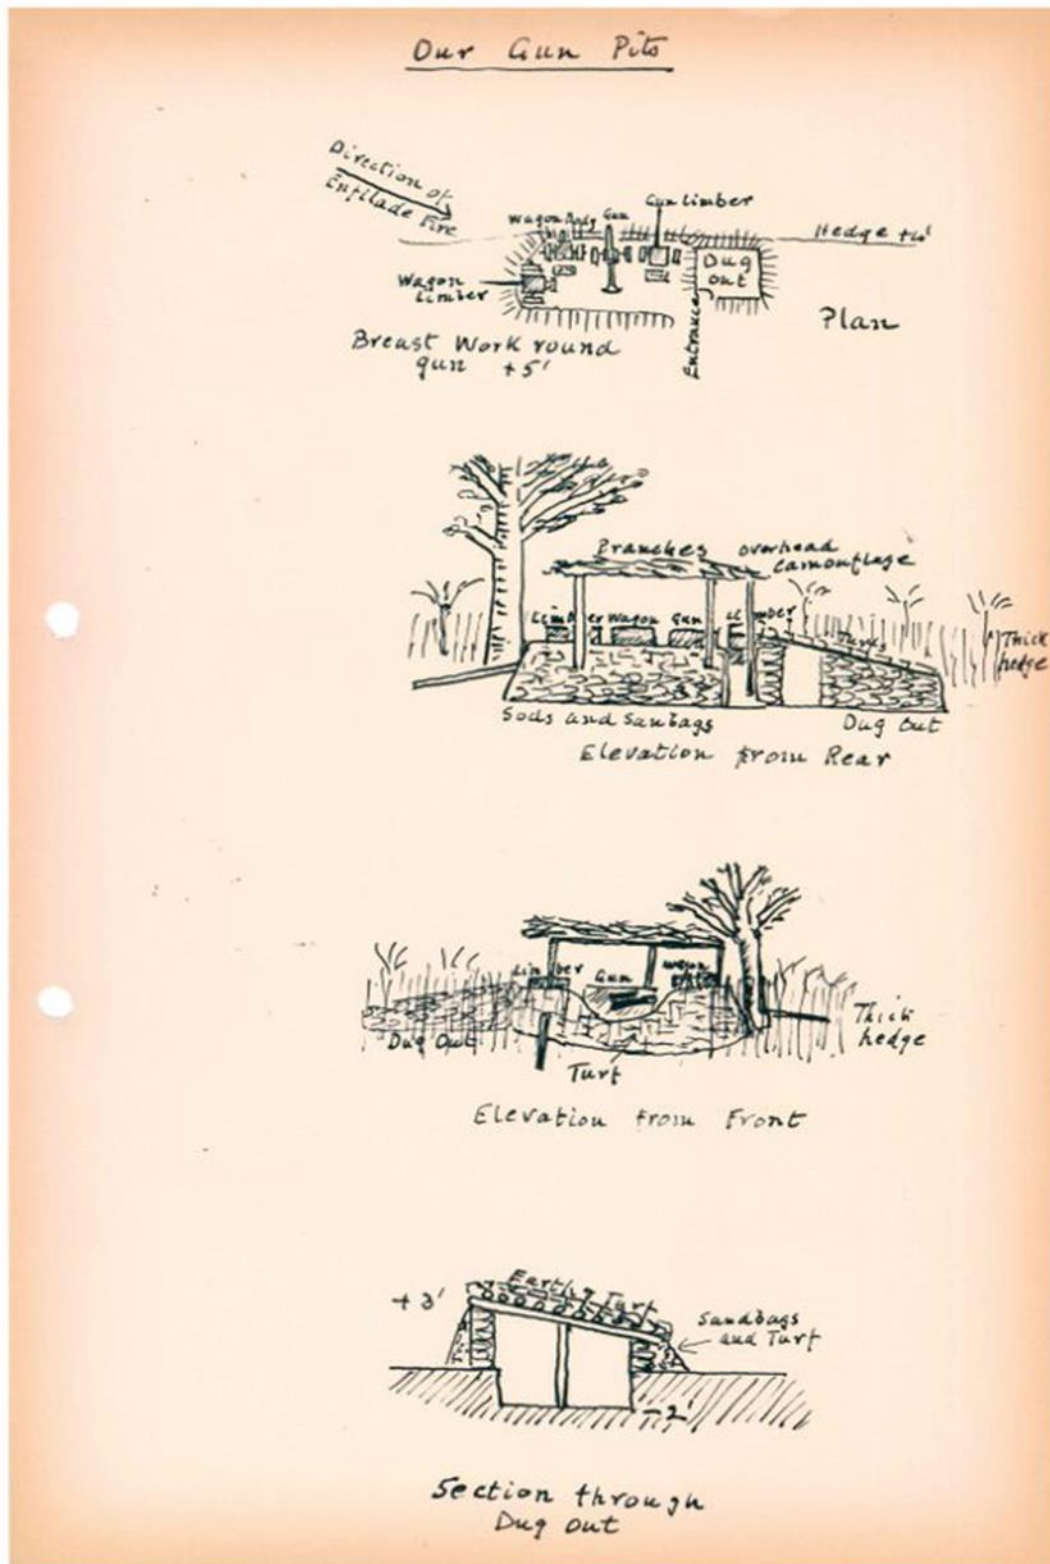 Our Gun Pits
Direction of
Enfilade Fire
Wagon Body Gun
Gun Limber
Hedge +10'
Dug
out
Wagon
Limber
Entrance
Plan
Breast Work round
gun +5'
Branches overhead
Camouflage
Limber Wagon Gun Limber
Turf
Thick
hedge
Sods and Sanbags
Dug Out
Elevation from Rear
Limber Gun Wagon
Dug Out
Thick
hedge
Turf
Elevation from Front
Earth & Turf
+3'
Sandbags
and Turf
-2'
Section through
Dug Out